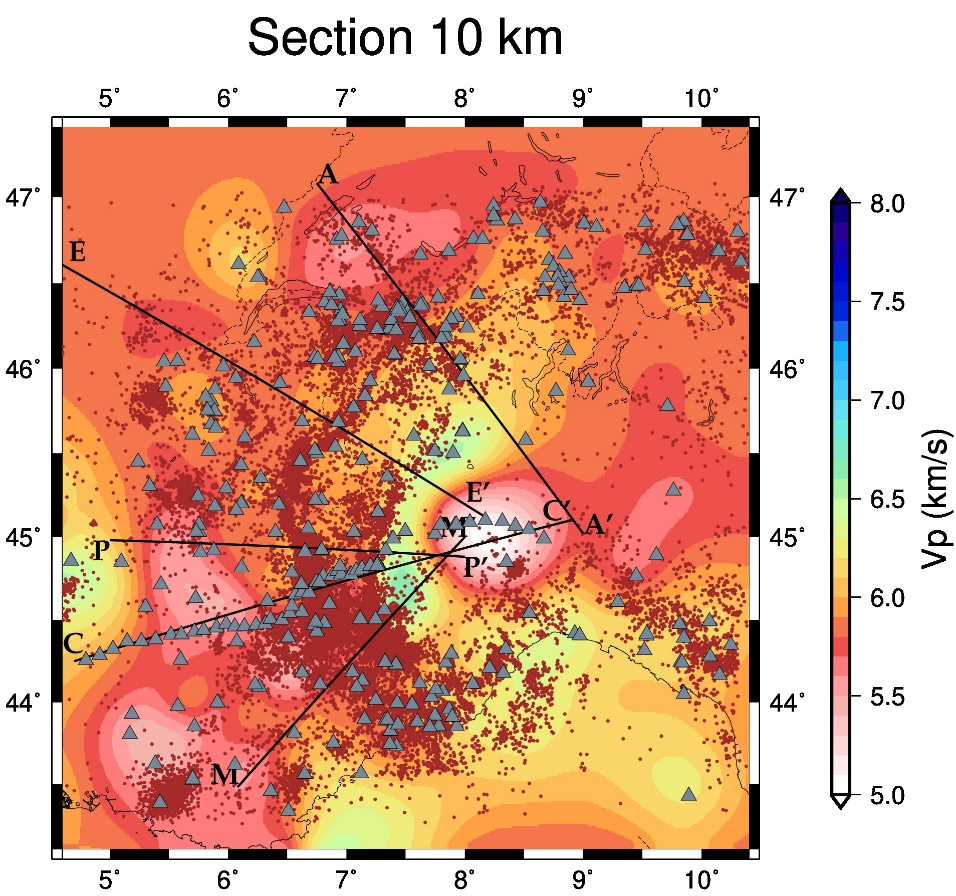 Section 10 km
5° 6° 7° 8° 9° 10°
A
47° 47° 8.0
E
7.5
46° 46°
7.0
Vp (km/s)
6.5
E′
C′
M′ A′
45° 45°
P
P′
6.0
C
5.5
44° 44°
M
5.0
5° 6° 7° 8° 9° 10°